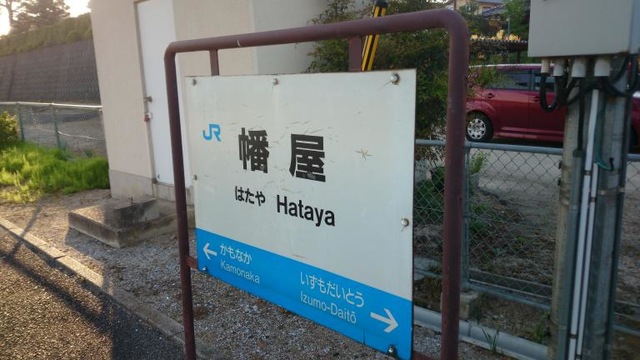 JR
幡屋
はたや Hataya
← かもなか
Kamonaka
いずもだいとう →
Izumo-Daitō